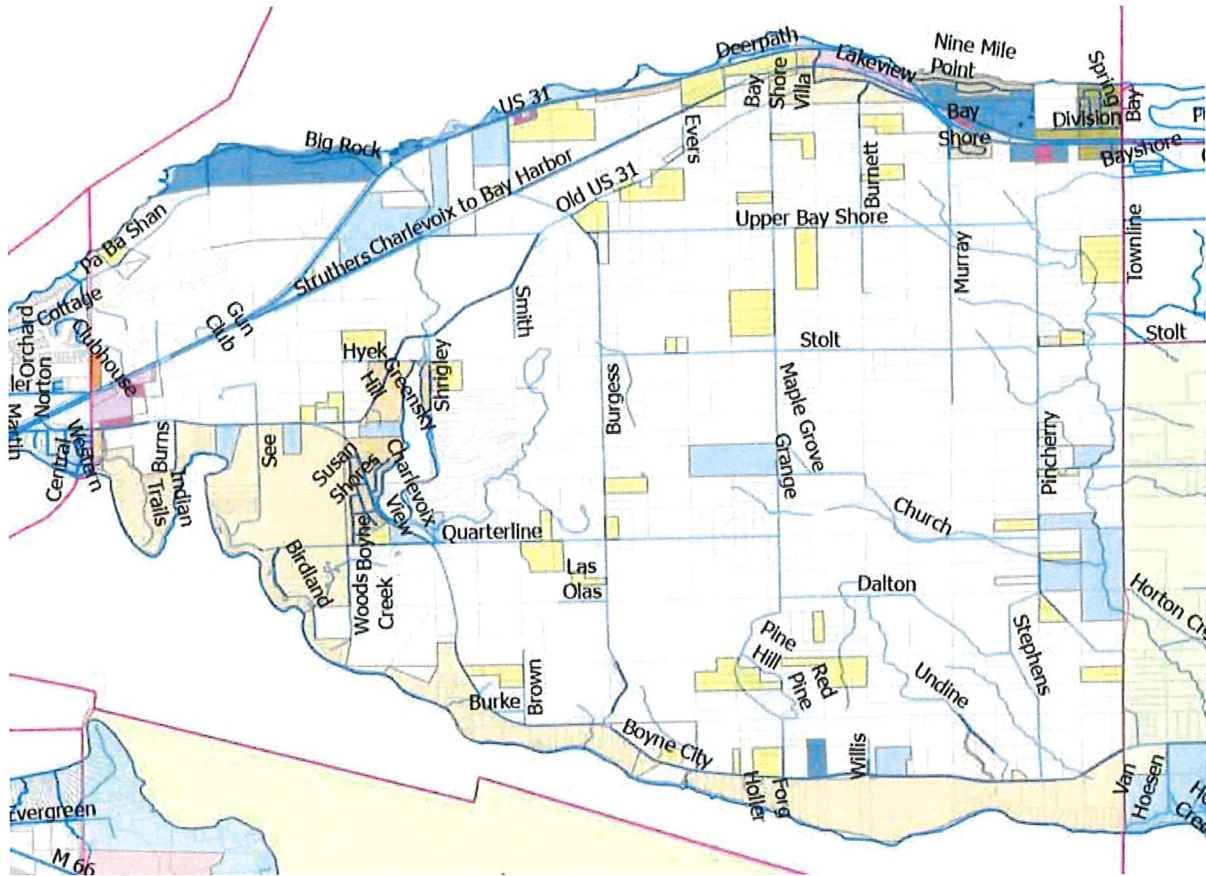 Nine Mile
Point
Deerpath
Lakeview
Spring
Bay
Bay
Shore
Villa
US 31
Division
Bay
Shore
Bayshore
Big Rock
Evers
Burnett
Struthers
Charlevoix to Bay Harbor
Old US 31
Upper Bay Shore
Pa Ba Shan
Murray
Townline
Cottage
Orchard
Gun
Club
Smith
Stolt
Stolt
Clubhouse
Norton
Hyek
Hill
Greensky
Shrigley
Burgess
Maple Grove
Grange
Pincherry
Martin
Central
Western
Burns
Indian
Trails
See
Susan
Shores
Charlevoix
View
Church
Quarterline
Boyne
Woods
Creek
Birdland
Las
Olas
Dalton
Horton
Stephens
Pine
Hill
Pine
Red
Undine
Burke
Brown
Boyne City
Willis
Forg
Holler
Van
Hoesen
Creek
Evergreen
M 66